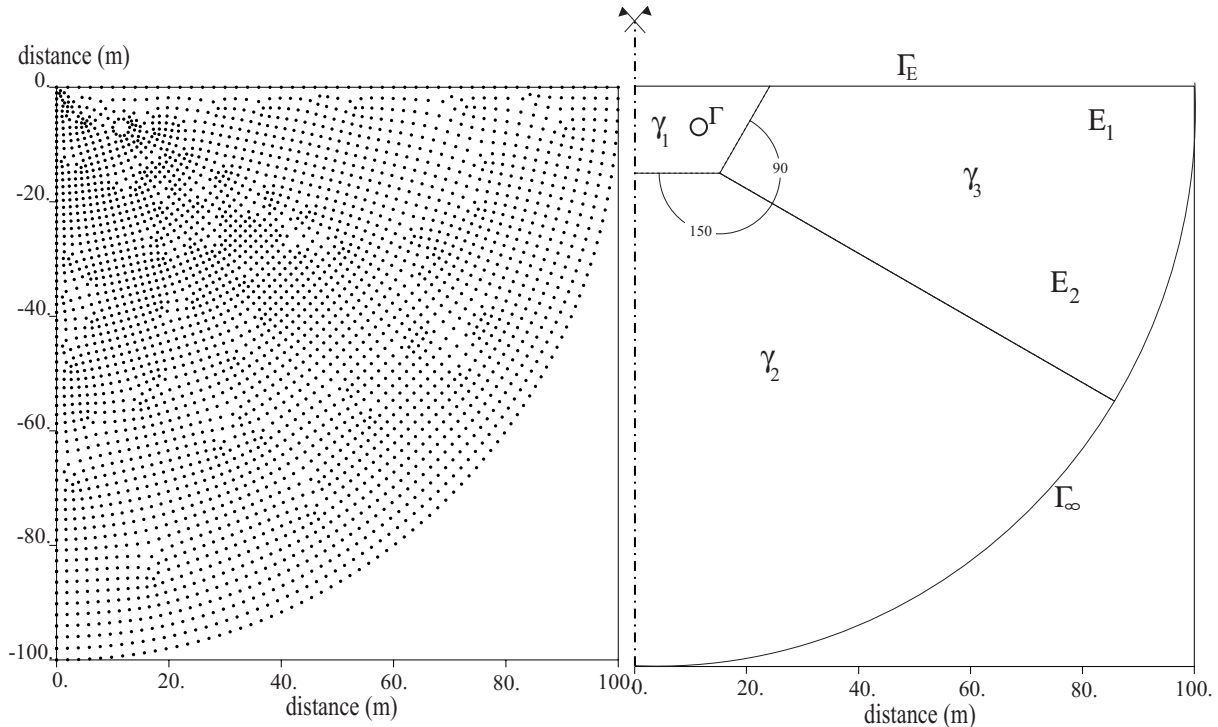 distance (m)
0.
-20.
-40.
-60.
-80.
-100.
0.
20.
40.
60.
80.
100.
distance (m)
Γ_E
γ_1
Γ
E_1
90
γ_3
150
E_2
γ_2
Γ_∞
0.
20.
40.
60.
80.
100.
distance (m)